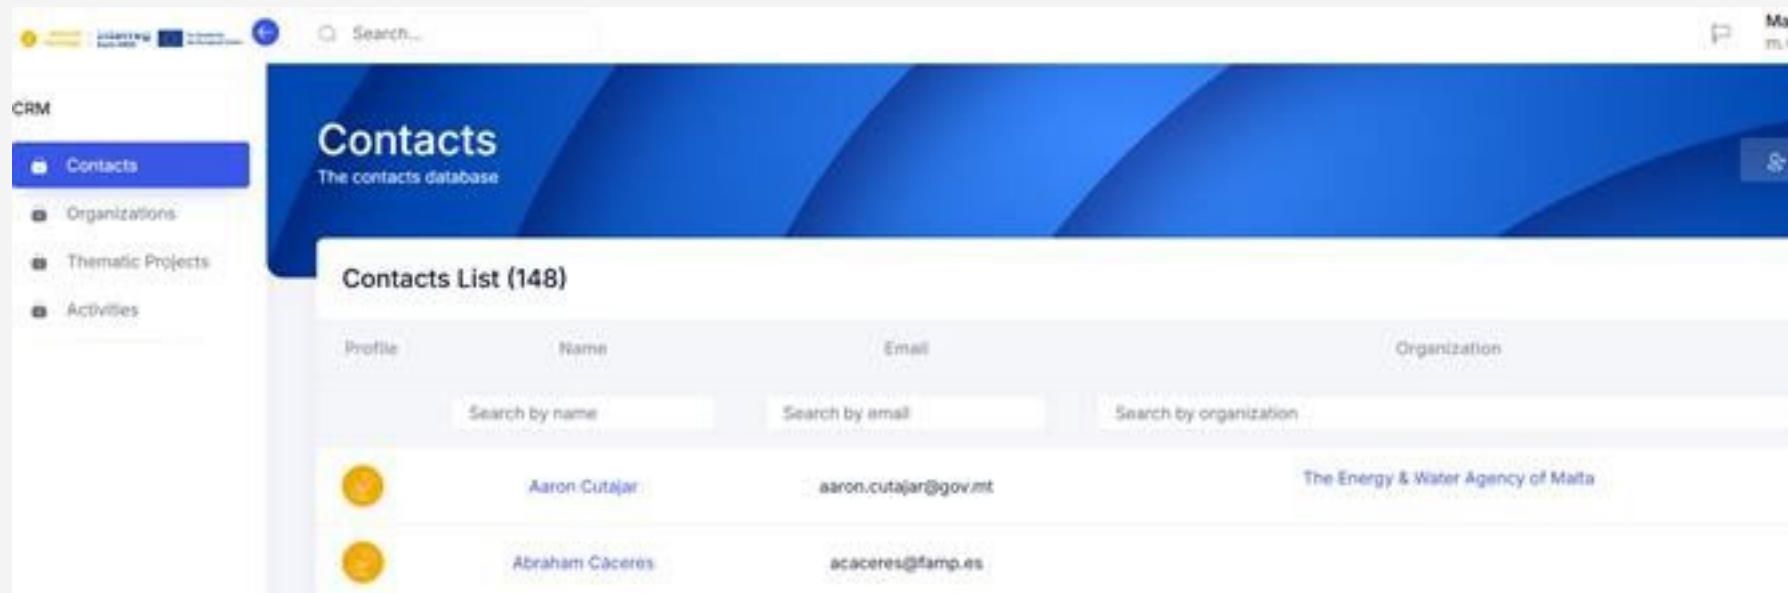 Interreg
Search...
Ma
CRM
Contacts
Organizations
Thematic Projects
Activities
Contacts
The contacts database
Contacts List (148)
Profile Name Email Organization
Search by name Search by email Search by organization
Aaron Cutajar aaron.cutajar@gov.mt The Energy & Water Agency of Malta
Abraham Cáceres acaceres@famp.es